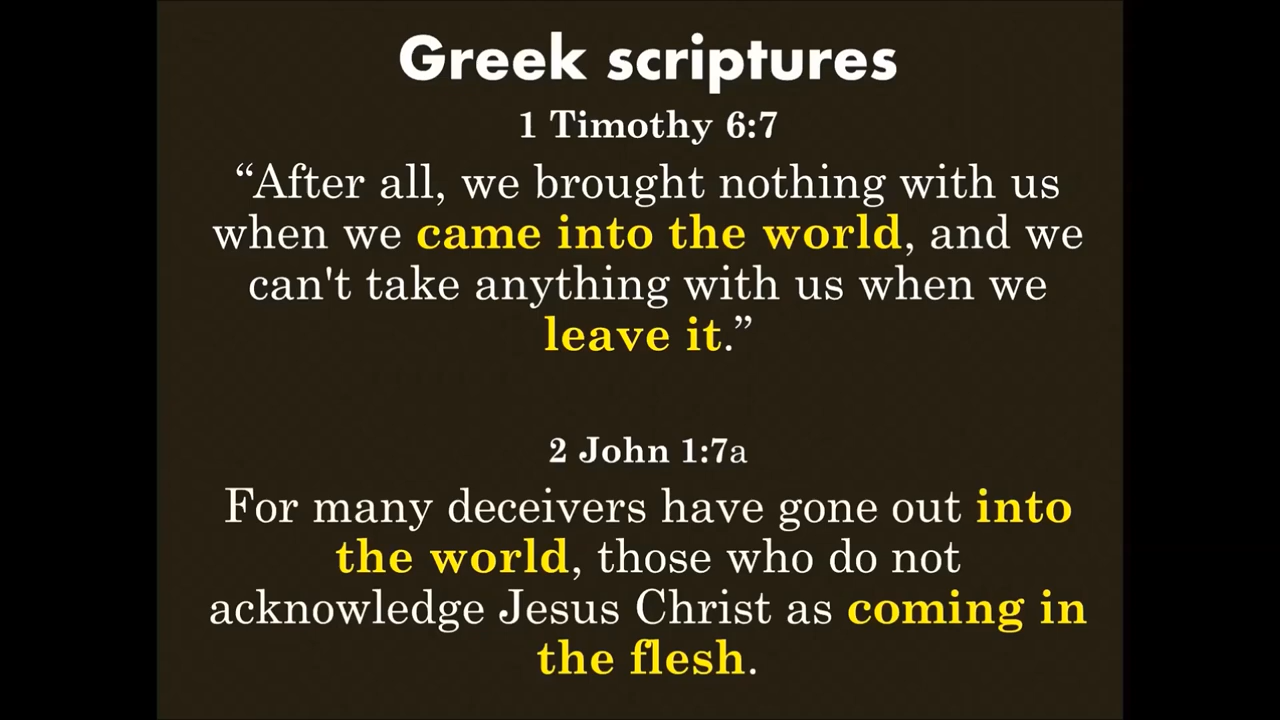 Greek scriptures
1 Timothy 6:7
“After all, we brought nothing with us
when we came into the world, and we
can't take anything with us when we
leave it.”
2 John 1:7a
For many deceivers have gone out into
the world, those who do not
acknowledge Jesus Christ as coming in
the flesh.